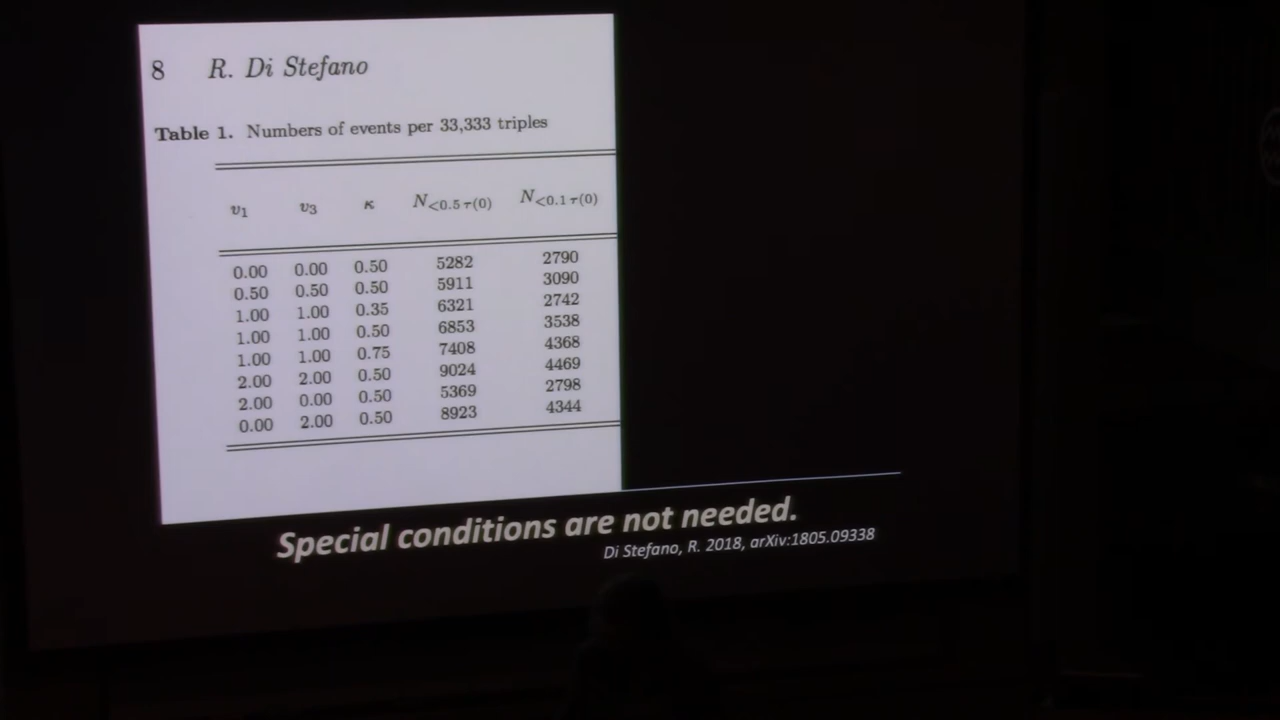 8 R. Di Stefano
Table 1. Numbers of events per 33,333 triples
υ1 υ3 κ N<0.5 τ(0) N<0.1 τ(0)
0.00 0.00 0.50 5282 2790
0.50 0.50 0.50 5911 3090
1.00 1.00 0.35 6321 2742
1.00 1.00 0.50 6853 3538
1.00 1.00 0.75 7408 4368
2.00 2.00 0.50 9024 4469
2.00 0.00 0.50 5369 2798
0.00 2.00 0.50 8923 4344
Special conditions are not needed.
Di Stefano, R. 2018, arXiv:1805.09338